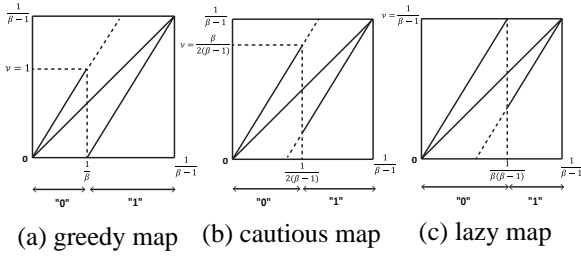 1/(β−1)
ν = 1
0
1/β
1/(β−1)
"0"
"1"
(a) greedy map
1/(β−1)
ν = β/(2(β−1))
0
1/(2(β−1))
1/(β−1)
"0"
"1"
(b) cautious map
ν = 1/(β−1)
0
1/(β(β−1))
1/(β−1)
"0"
"1"
(c) lazy map